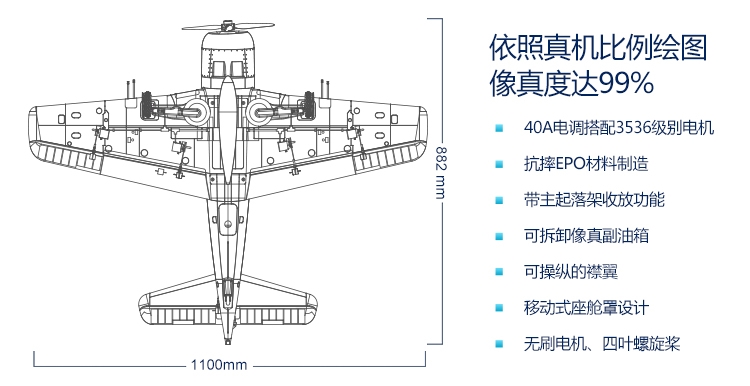 依照真机比例绘图
像真度达99%
40A电调搭配3536级别电机
抗摔EPO材料制造
带主起落架收放功能
可拆卸像真副油箱
可操纵的襟翼
移动式座舱罩设计
无刷电机、四叶螺旋桨
882 mm
1100mm